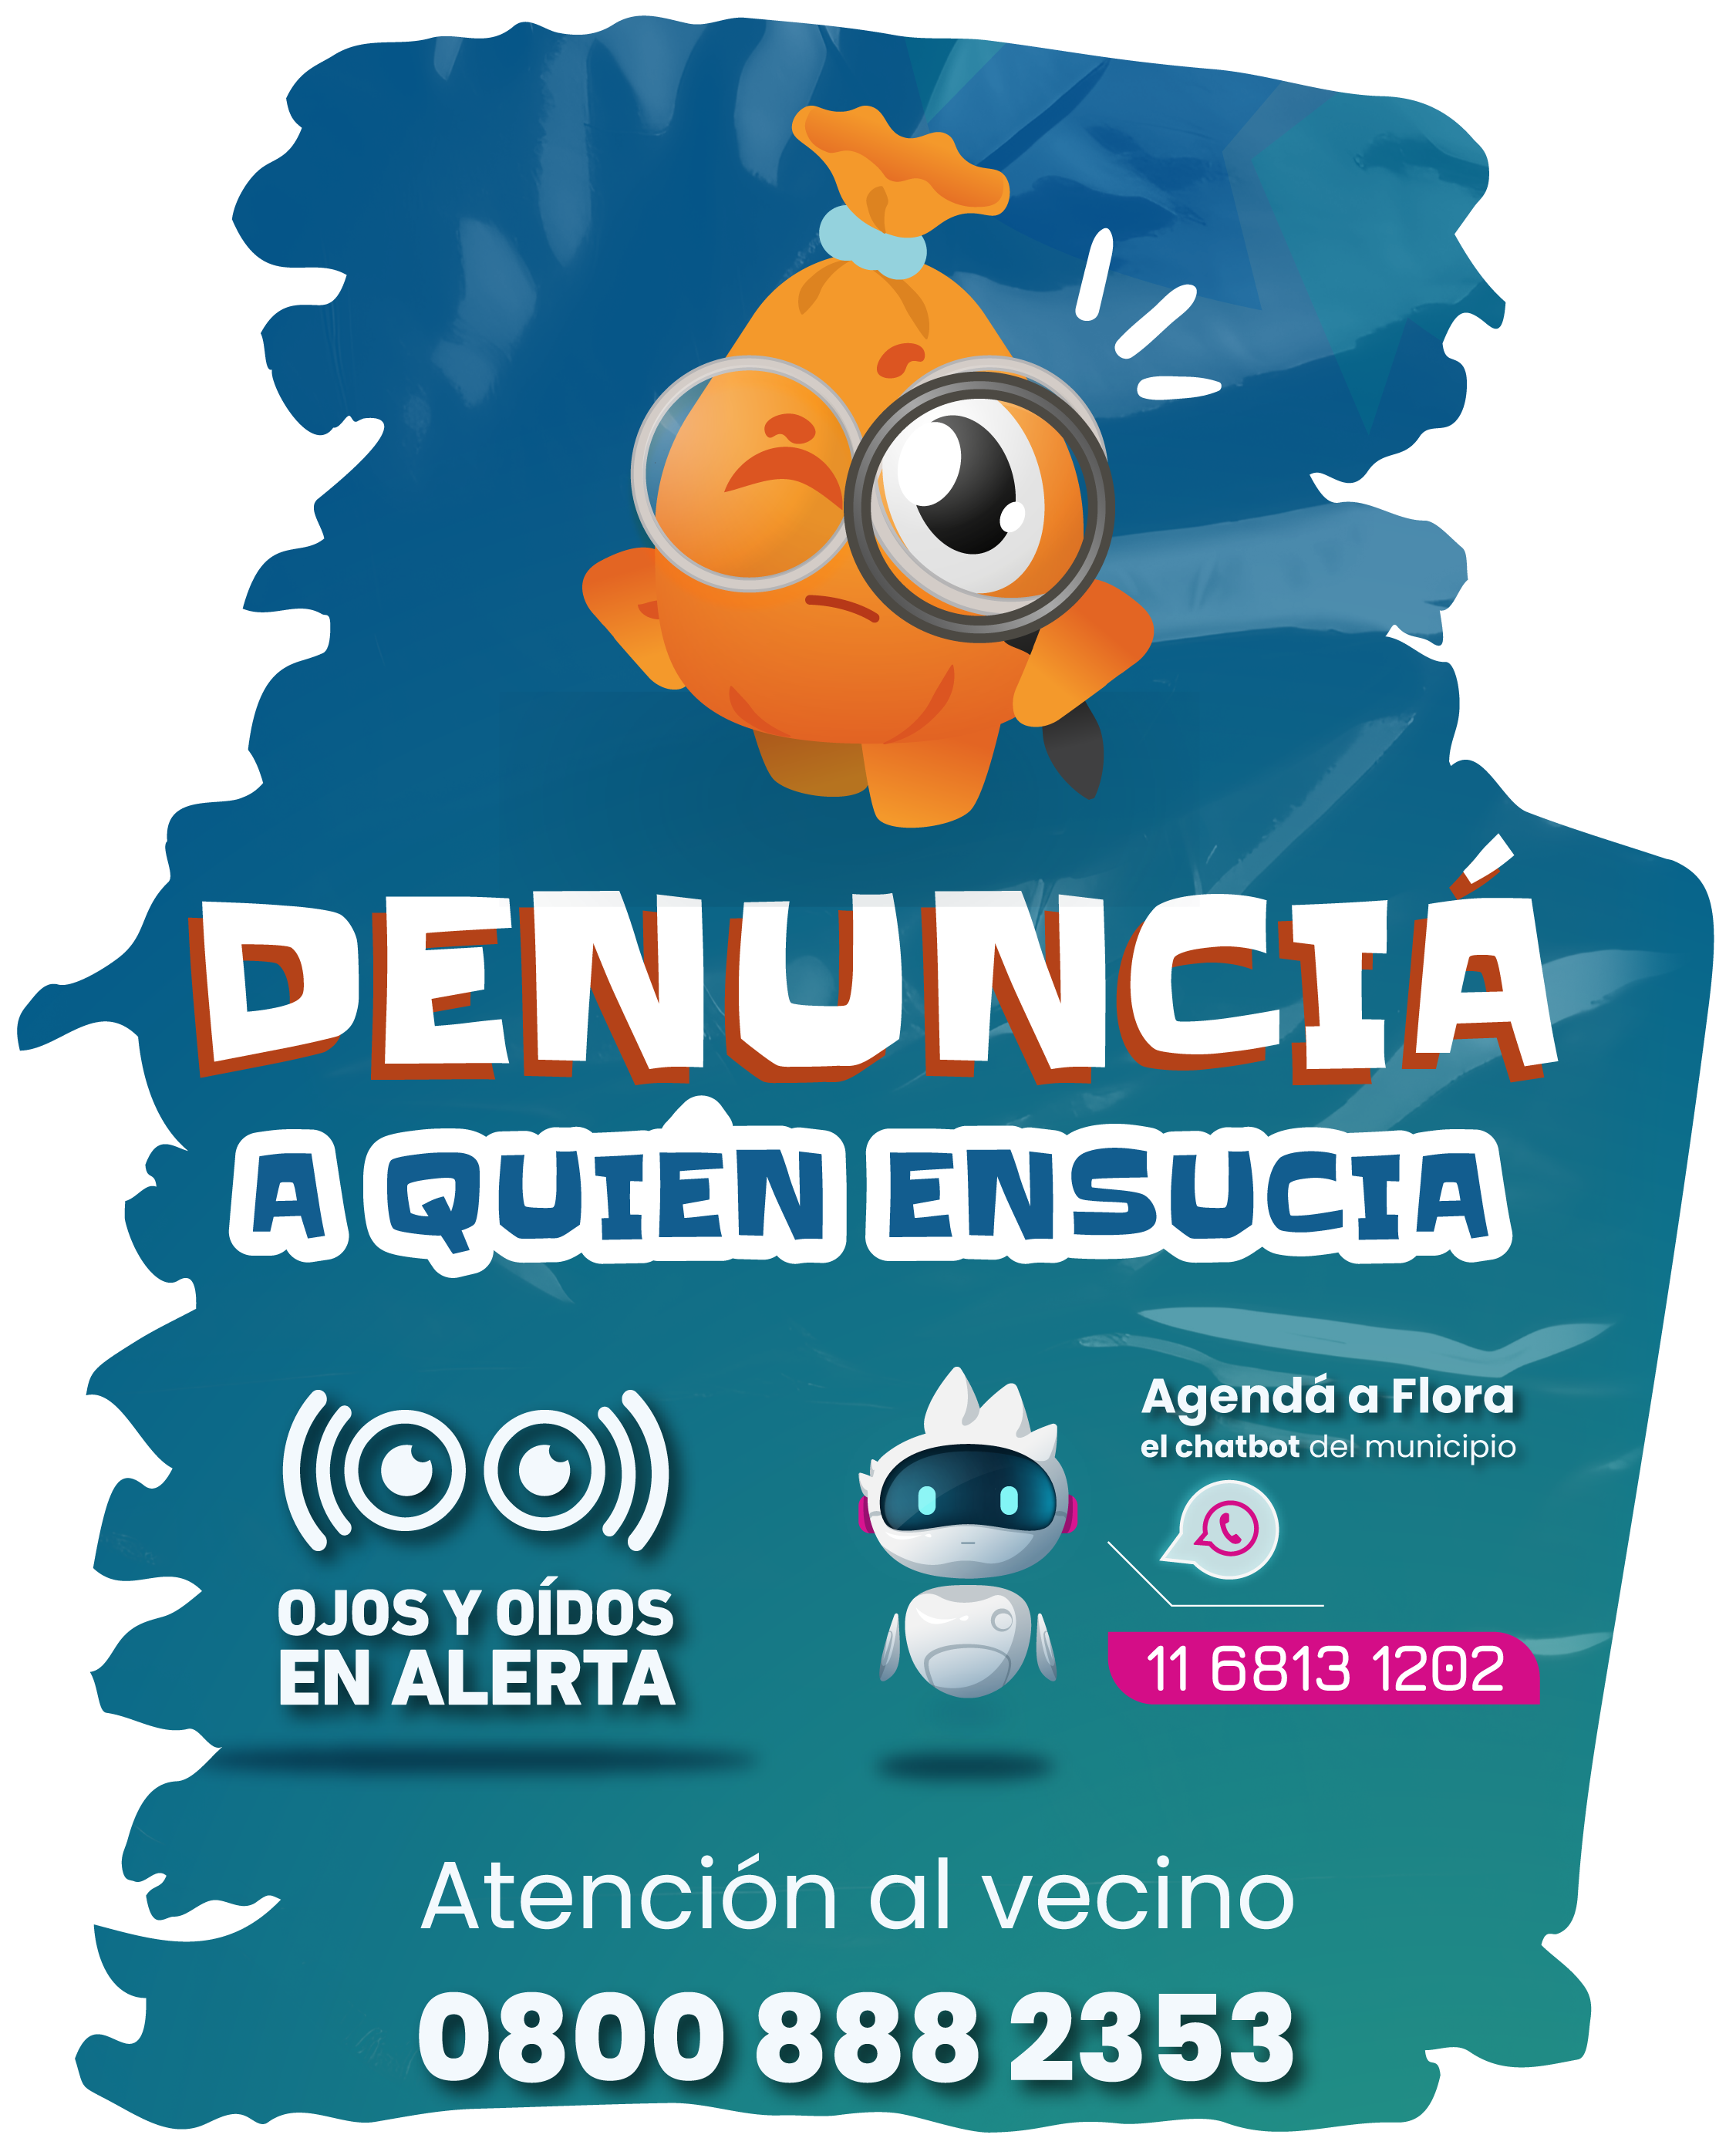 DENUNCIÁ
A QUIÉN ENSUCIA
OJOS Y OÍDOS
EN ALERTA
Agendá a Flora
el chatbot del municipio
11 6813 1202
Atención al vecino
0800 888 2353